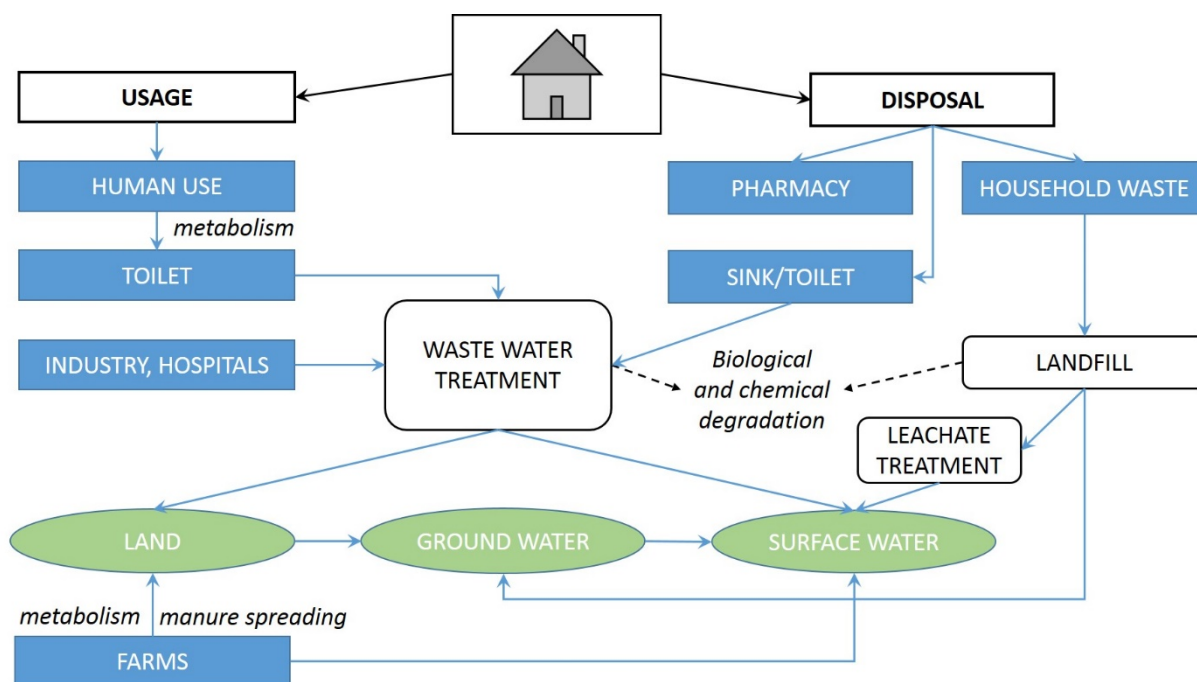 USAGE
DISPOSAL
HUMAN USE
PHARMACY
HOUSEHOLD WASTE
metabolism
TOILET
SINK/TOILET
INDUSTRY, HOSPITALS
WASTE WATER
TREATMENT
Biological
and chemical
degradation
LANDFILL
LEACHATE
TREATMENT
LAND
GROUND WATER
SURFACE WATER
metabolism
manure spreading
FARMS